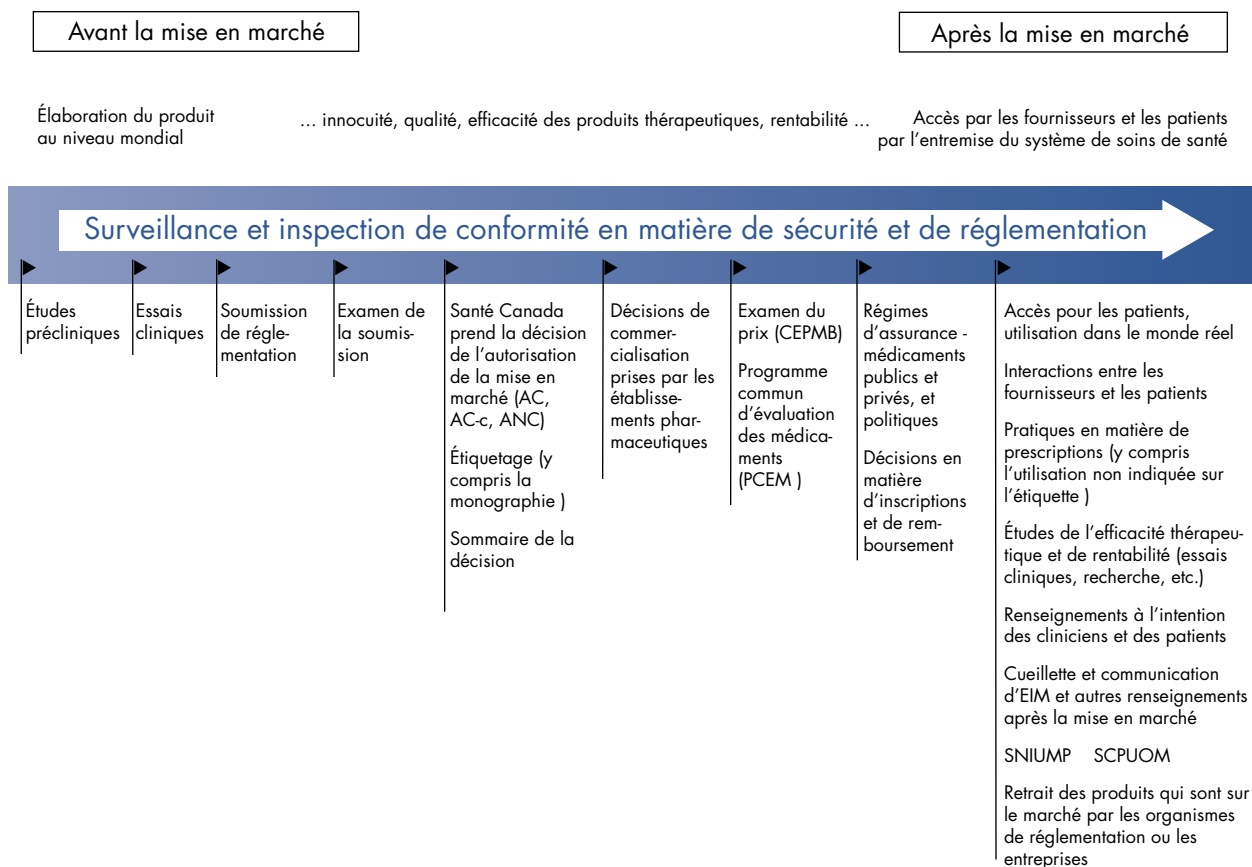 Avant la mise en marché
Après la mise en marché
Élaboration du produit
au niveau mondial
... innocuité, qualité, efficacité des produits thérapeutiques, rentabilité ...
Accès par les fournisseurs et les patients
par l'entremise du système de soins de santé
Surveillance et inspection de conformité en matière de sécurité et de réglementation
Études
précliniques
Essais
cliniques
Soumission
de régle-
mentation
Examen de
la soumis-
sion
Santé Canada
prend la décision
de l'autorisation
de la mise en
marché (AC,
AC-c, ANC)
Étiquetage (y
compris la
monographie )
Sommaire de la
décision
Décisions de
commer-
cialisation
prises par les
établisse-
ments phar-
maceutiques
Examen du
prix (CEPMB)
Programme
commun
d'évaluation
des médica-
ments
(PCEM )
Régimes
d'assurance -
médicaments
publics et
privés, et
politiques
Décisions en
matière
d'inscriptions
et de rem-
boursement
Accès pour les patients,
utilisation dans le monde réel
Interactions entre les
fournisseurs et les patients
Pratiques en matière de
prescriptions (y compris
l'utilisation non indiquée sur
l'étiquette )
Études de l'efficacité thérapeu-
tique et de rentabilité (essais
cliniques, recherche, etc.)
Renseignements à l'intention
des cliniciens et des patients
Cueillette et communication
d'EIM et autres renseignements
après la mise en marché
SNIUMP SCPUOM
Retrait des produits qui sont sur
le marché par les organismes
de réglementation ou les
entreprises